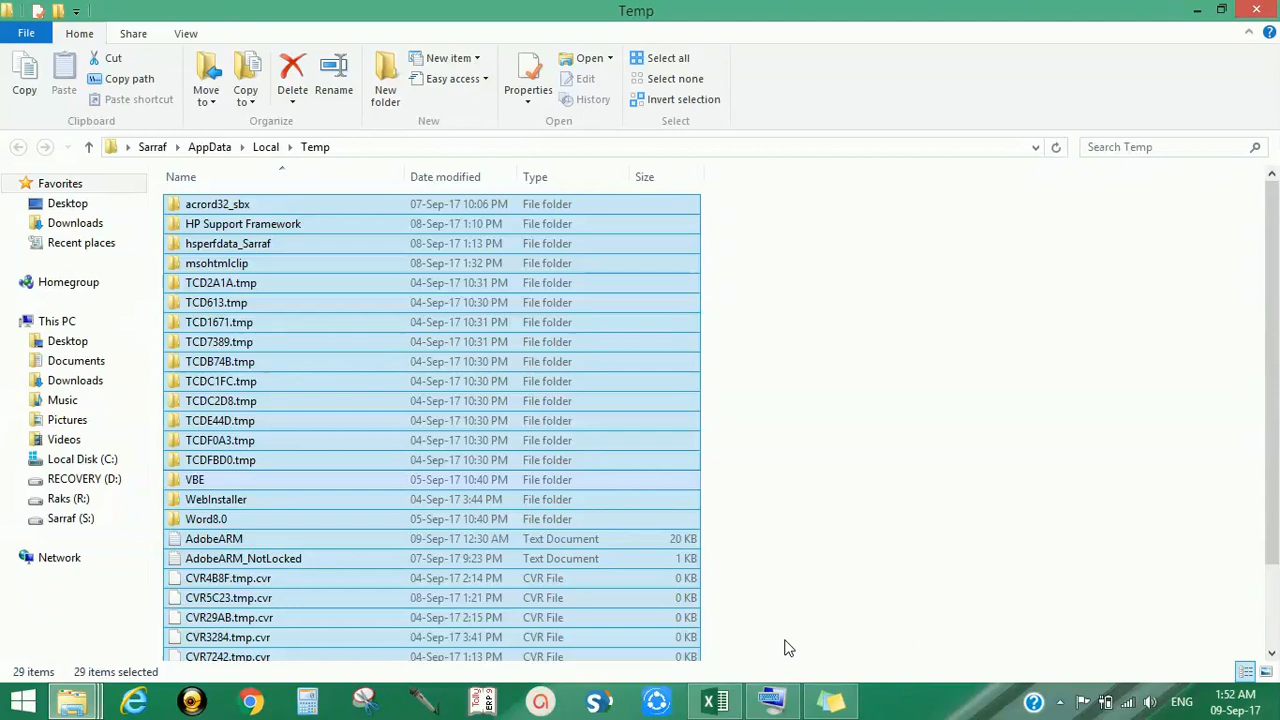 Temp
File Home Share View
Copy
Paste
Cut
Copy path
Paste shortcut
Clipboard
Move to
Copy to
Delete
Rename
Organize
New folder
New item
Easy access
New
Properties
Open
Edit
History
Open
Select all
Select none
Invert selection
Select
Sarraf AppData Local Temp
Search Temp
Favorites
Desktop
Downloads
Recent places
Homegroup
This PC
Desktop
Documents
Downloads
Music
Pictures
Videos
Local Disk (C:)
RECOVERY (D:)
Raks (R:)
Sarraf (S:)
Network
Name Date modified Type Size
acrord32_sbx 07-Sep-17 10:06 PM File folder
HP Support Framework 08-Sep-17 1:10 PM File folder
hsperfdata_Sarraf 08-Sep-17 1:13 PM File folder
msohtmlclip 08-Sep-17 1:32 PM File folder
TCD2A1A.tmp 04-Sep-17 10:31 PM File folder
TCD613.tmp 04-Sep-17 10:30 PM File folder
TCD1671.tmp 04-Sep-17 10:31 PM File folder
TCD7389.tmp 04-Sep-17 10:31 PM File folder
TCDB74B.tmp 04-Sep-17 10:30 PM File folder
TCDC1FC.tmp 04-Sep-17 10:30 PM File folder
TCDC2D8.tmp 04-Sep-17 10:30 PM File folder
TCDE44D.tmp 04-Sep-17 10:30 PM File folder
TCDF0A3.tmp 04-Sep-17 10:30 PM File folder
TCDFBD0.tmp 04-Sep-17 10:30 PM File folder
VBE 05-Sep-17 10:40 PM File folder
WebInstaller 04-Sep-17 3:44 PM File folder
Word8.0 05-Sep-17 10:40 PM File folder
AdobeARM 09-Sep-17 12:30 AM Text Document 20 KB
AdobeARM_NotLocked 07-Sep-17 9:23 PM Text Document 1 KB
CVR4B8F.tmp.cvr 04-Sep-17 2:14 PM CVR File 0 KB
CVR5C23.tmp.cvr 08-Sep-17 1:21 PM CVR File 0 KB
CVR29AB.tmp.cvr 04-Sep-17 2:15 PM CVR File 0 KB
CVR3284.tmp.cvr 04-Sep-17 3:41 PM CVR File 0 KB
CVR7242.tmp.cvr 04-Sep-17 1:13 PM CVR File 0 KB
29 items 29 items selected
Tally
ERP 9
ENG
1:52 AM
09-Sep-17